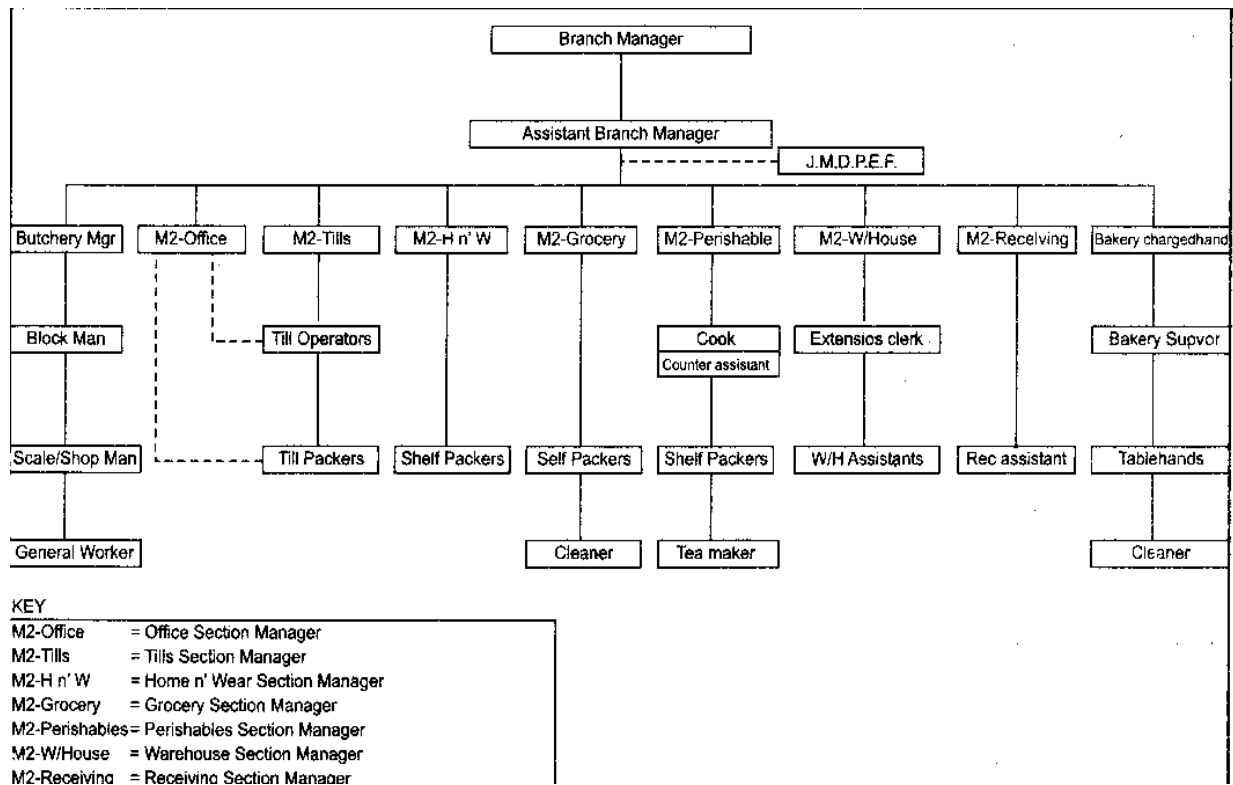 Branch Manager
Assistant Branch Manager
J.M.D.P.E.F.
Butchery Mgr M2-Office M2-Tills M2-H n' W M2-Grocery M2-Perishable M2-W/House M2-Receiving Bakery chargedhand
Block Man Till Operators Cook Extensios clerk Bakery Supvor
Counter assistant
Scale/Shop Man Till Packers Shelf Packers Self Packers Shelf Packers W/H Assistants Rec assistant Tablehands
General Worker Cleaner Tea maker Cleaner
KEY
M2-Office = Office Section Manager
M2-Tills = Tills Section Manager
M2-H n' W = Home n' Wear Section Manager
M2-Grocery = Grocery Section Manager
M2-Perishables= Perishables Section Manager
M2-W/House = Warehouse Section Manager
M2-Receiving = Receiving Section Manager